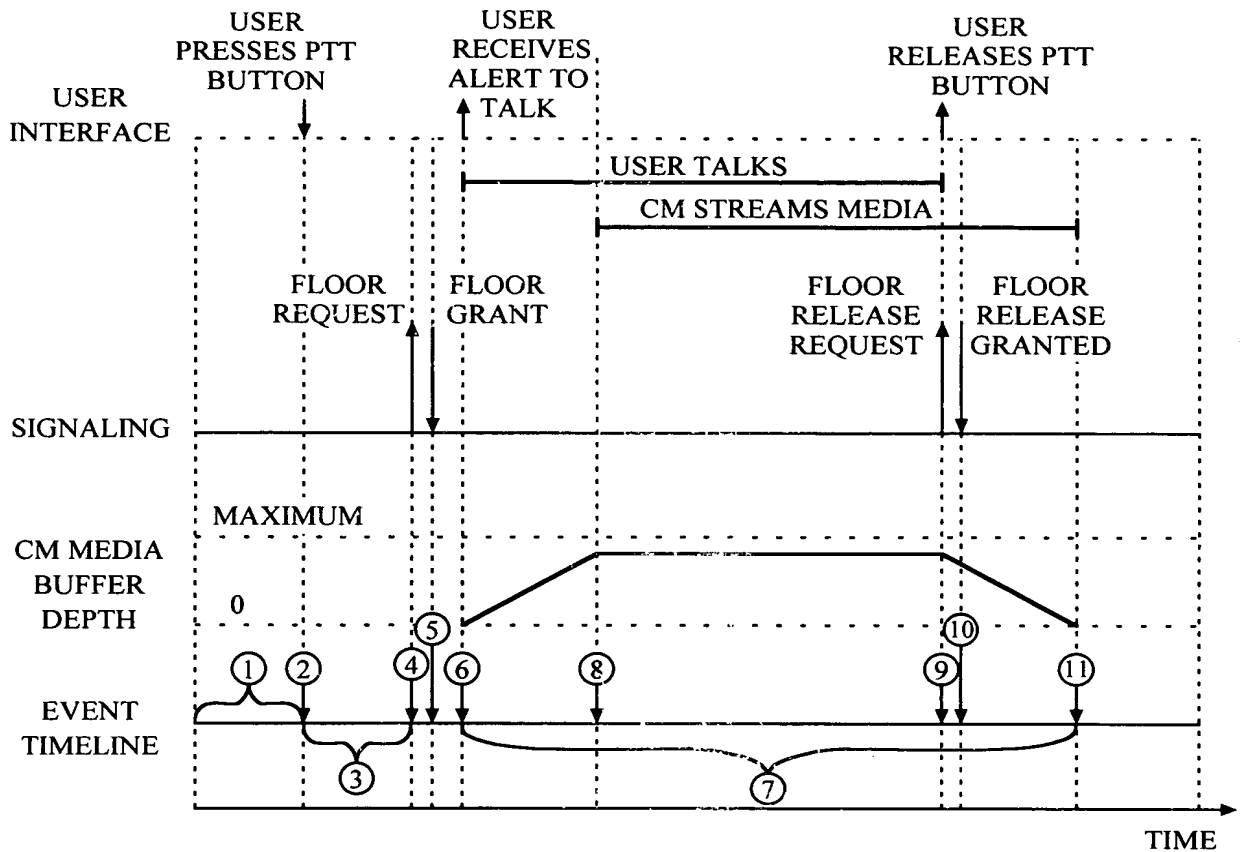 USER
PRESSES PTT
BUTTON
USER
RECEIVES
ALERT TO
TALK
USER
RELEASES PTT
BUTTON
USER
INTERFACE
USER TALKS
CM STREAMS MEDIA
FLOOR
REQUEST
FLOOR
GRANT
FLOOR
RELEASE
REQUEST
FLOOR
RELEASE
GRANTED
SIGNALING
MAXIMUM
CM MEDIA
BUFFER
DEPTH
0
1
2
3
4
5
6
7
8
9
10
11
EVENT
TIMELINE
TIME